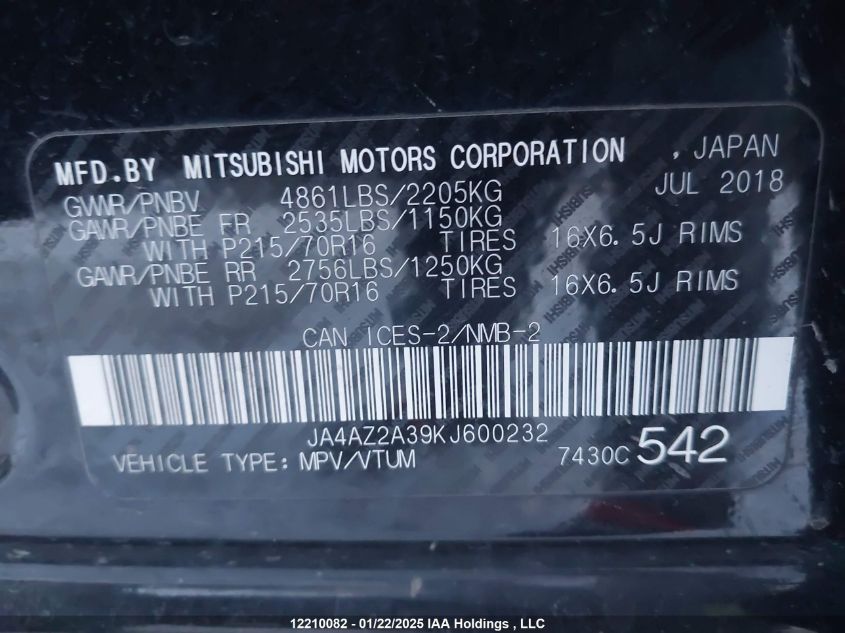 MFD.BY MITSUBISHI MOTORS CORPORATION , JAPAN
GVWR/PNBV 4861LBS/2205KG JUL 2018
GAWR/PNBE FR 2535LBS/1150KG
WITH P215/70R16 TIRES 16X6.5J RIMS
GAWR/PNBE RR 2756LBS/1250KG
WITH P215/70R16 TIRES 16X6.5J RIMS
CAN ICES-2/NMB-2
JA4AZ2A39KJ600232
VEHICLE TYPE: MPV/VTUM 7430C 542
12210082 - 01/22/2025 IAA Holdings , LLC